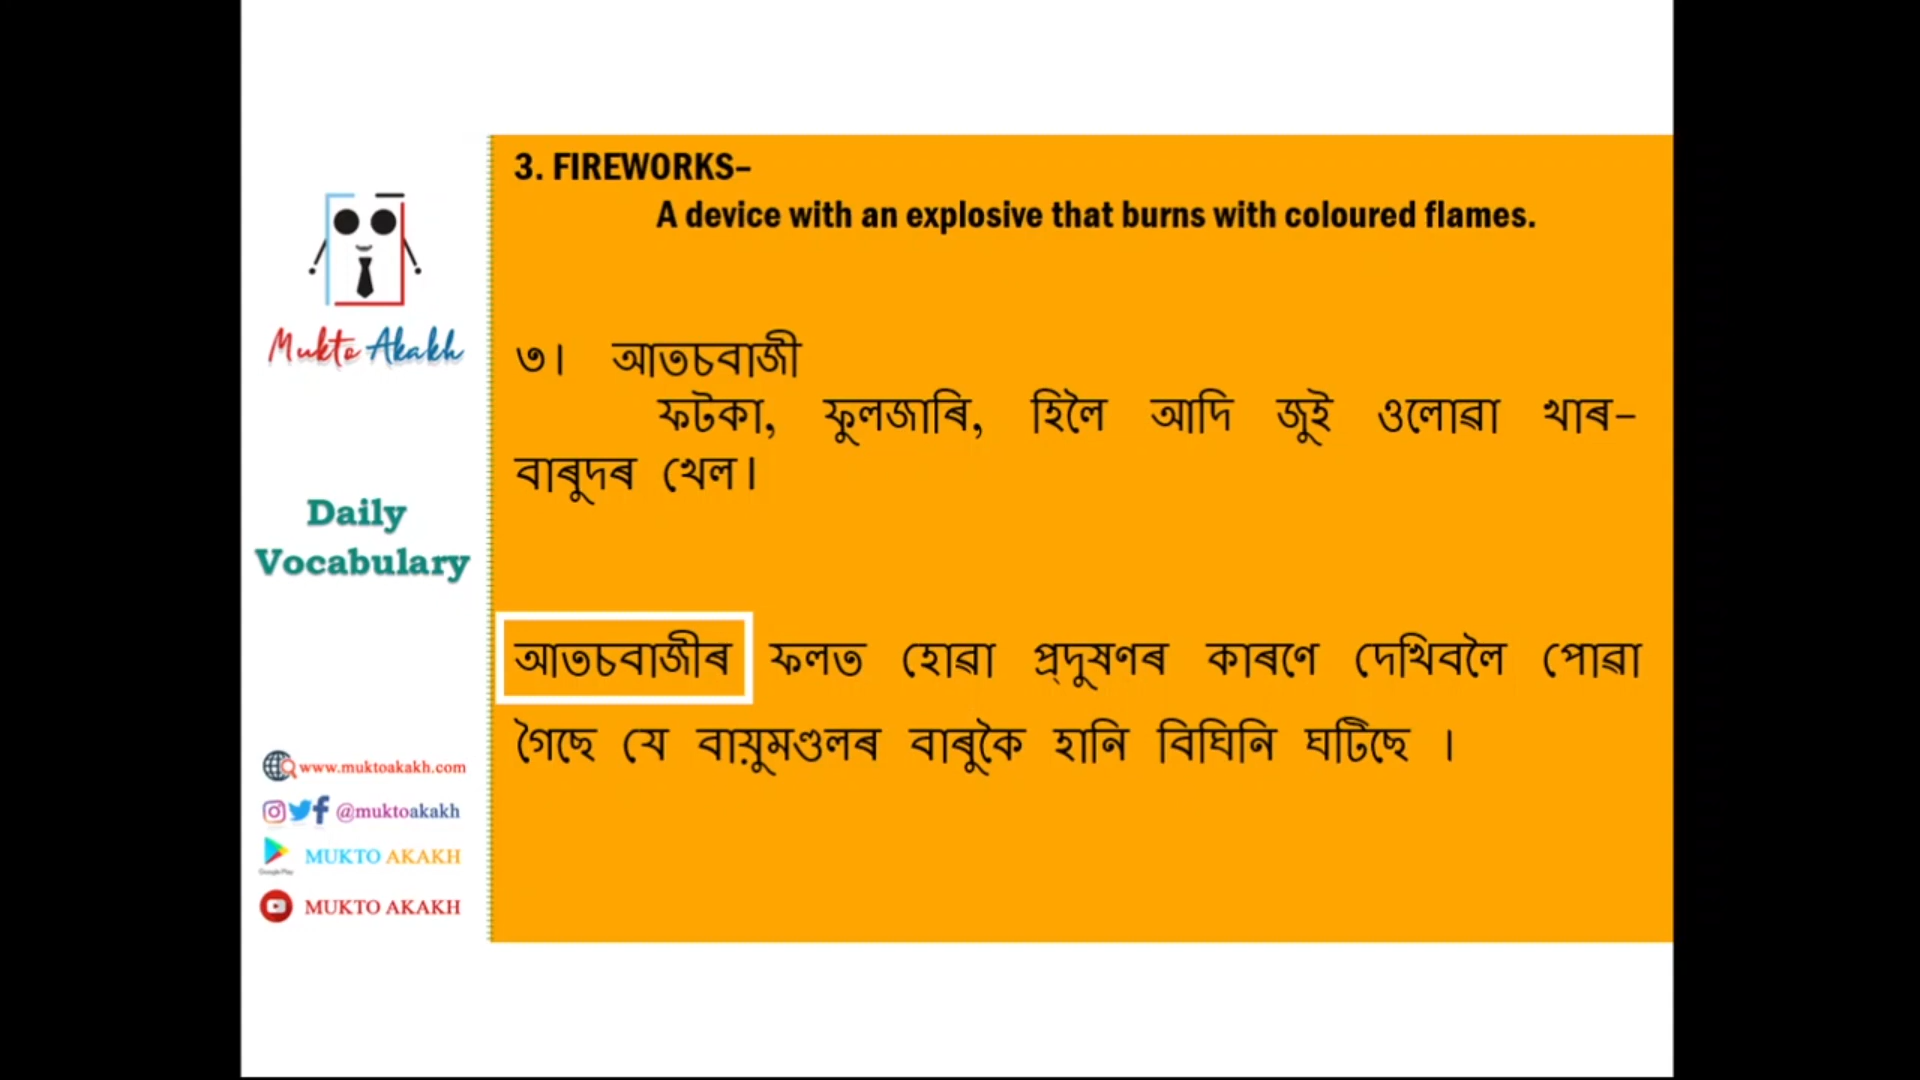 3. FIREWORKS–
A device with an explosive that burns with coloured flames.
৩। আতচবাজী
ফটকা, ফুলজাৰি, হিলৈ আদি জুই ওলোৱা খাৰ–
বাৰুদৰ খেল।
আতচবাজীৰ ফলত হোৱা প্ৰ্দুষণৰ কাৰণে দেখিবলৈ পোৱা
গৈছে যে বায়ুমণ্ডলৰ বাৰুকৈ হানি বিঘিনি ঘটিছে ।
Mukto Akakh
Daily
Vocabulary
www.muktoakakh.com
@muktoakakh
Google Play
MUKTO AKAKH
MUKTO AKAKH